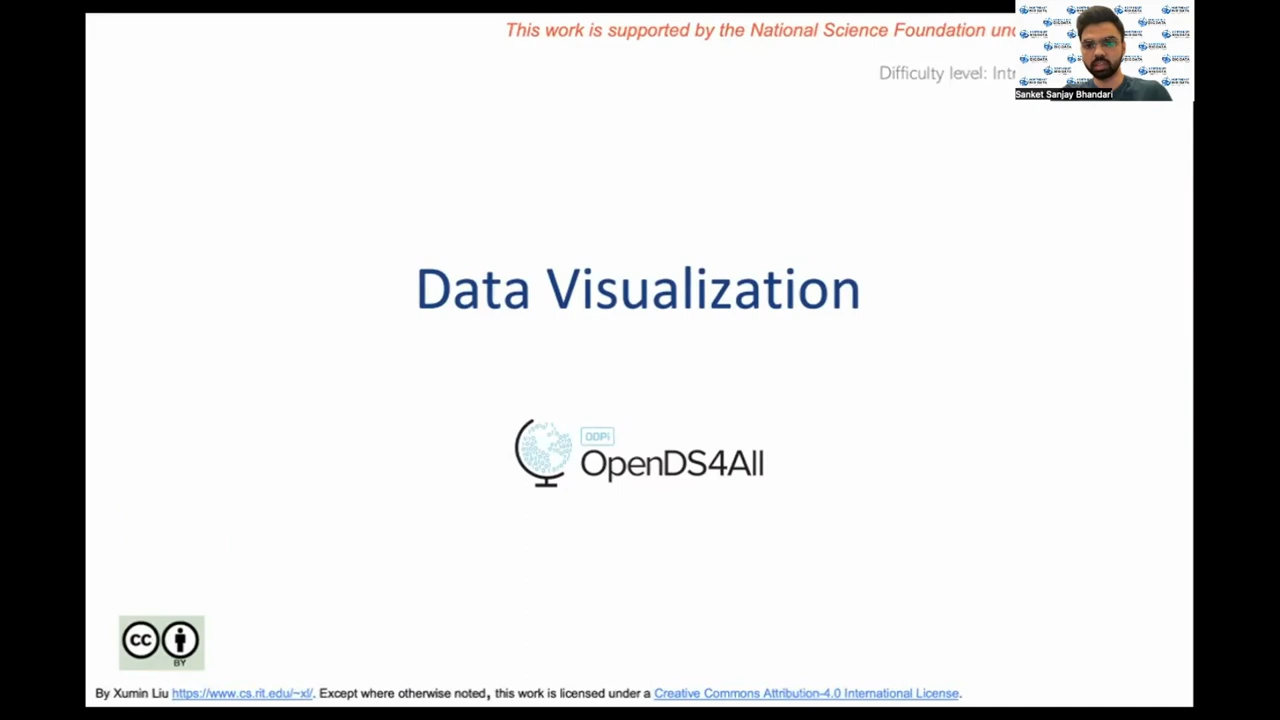 This work is supported by the National Science Foundation
Difficulty level:
Sanket Sanjay Bhandari
Data Visualization
ODPi
OpenDS4All
CC
BY
By Xumin Liu https://www.cs.rit.edu/~xl/. Except where otherwise noted, this work is licensed under a Creative Commons Attribution-4.0 International License.